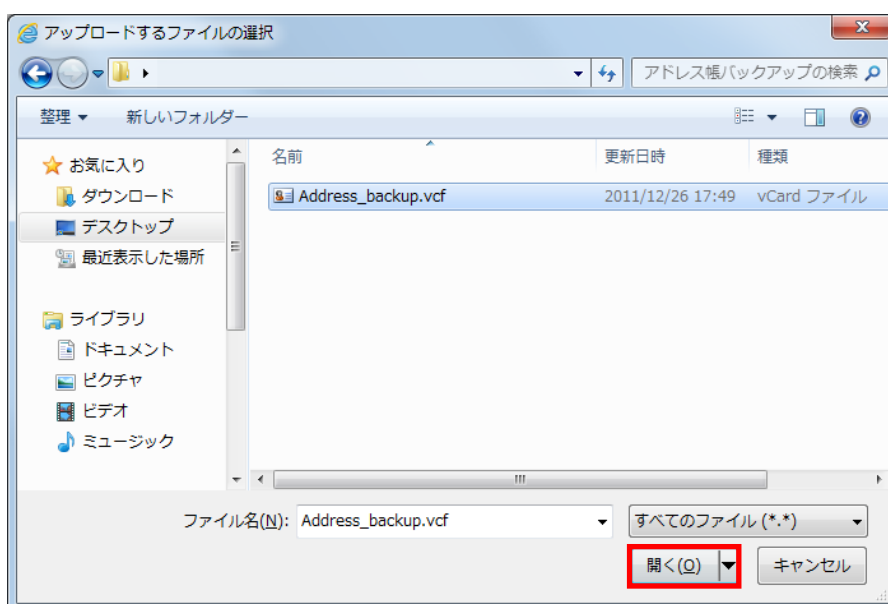 アップロードするファイルの選択
アドレス帳バックアップの検索
整理 新しいフォルダー
名前 更新日時 種類
お気に入り
ダウンロード
デスクトップ
最近表示した場所
ライブラリ
ドキュメント
ピクチャ
ビデオ
ミュージック
Address_backup.vcf 2011/12/26 17:49 vCard ファイル
ファイル名(N): Address_backup.vcf すべてのファイル (*.*)
開く(O) キャンセル